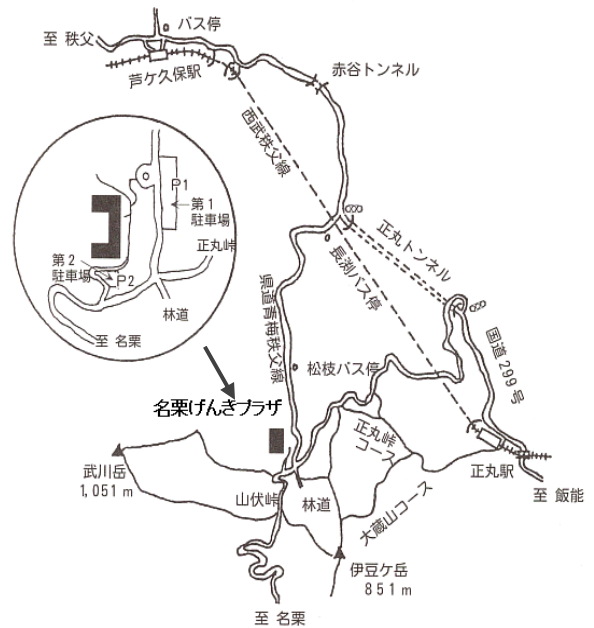 バス停
至 秩父
芦ケ久保駅
赤谷トンネル
西武秩父線
P1
第1
駐車場
正丸峠
第2
駐車場
P2
林道
至 名栗
正丸トンネル
長渕バス停
県道青梅秩父線
国道299号
松枝バス停
名栗げんきプラザ
正丸峠
コース
武川岳
1,051m
山伏峠
林道
大蔵山コース
正丸駅
至 飯能
伊豆ケ岳
851m
至 名栗